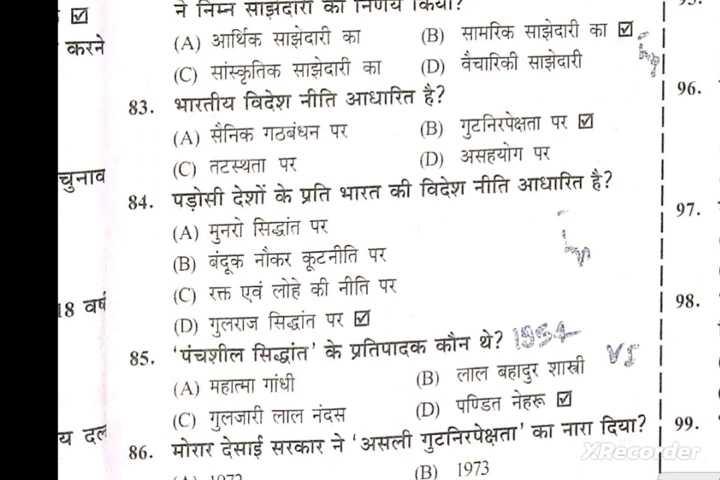 ने निम्न साझेदारी का निर्णय किया?
करने
(A) आर्थिक साझेदारी का (B) सामरिक साझेदारी का ☑
(C) सांस्कृतिक साझेदारी का (D) वैचारिकी साझेदारी
83. भारतीय विदेश नीति आधारित है?
96.
(A) सैनिक गठबंधन पर (B) गुटनिरपेक्षता पर ☑
(C) तटस्थता पर (D) असहयोग पर
चुनाव
84. पड़ोसी देशों के प्रति भारत की विदेश नीति आधारित है?
97.
(A) मुनरो सिद्धांत पर
(B) बंदूक नौकर कूटनीति पर
(C) रक्त एवं लोहे की नीति पर
18 वर्ष
98.
(D) गुलराज सिद्धांत पर ☑
85. 'पंचशील सिद्धांत' के प्रतिपादक कौन थे? 1954
VI
(A) महात्मा गांधी (B) लाल बहादुर शास्त्री
(C) गुलजारी लाल नंदस (D) पण्डित नेहरू ☑
य दल
86. मोरार देसाई सरकार ने 'असली गुटनिरपेक्षता' का नारा दिया?
99.
XRecorder
(A) 1972 (B) 1973